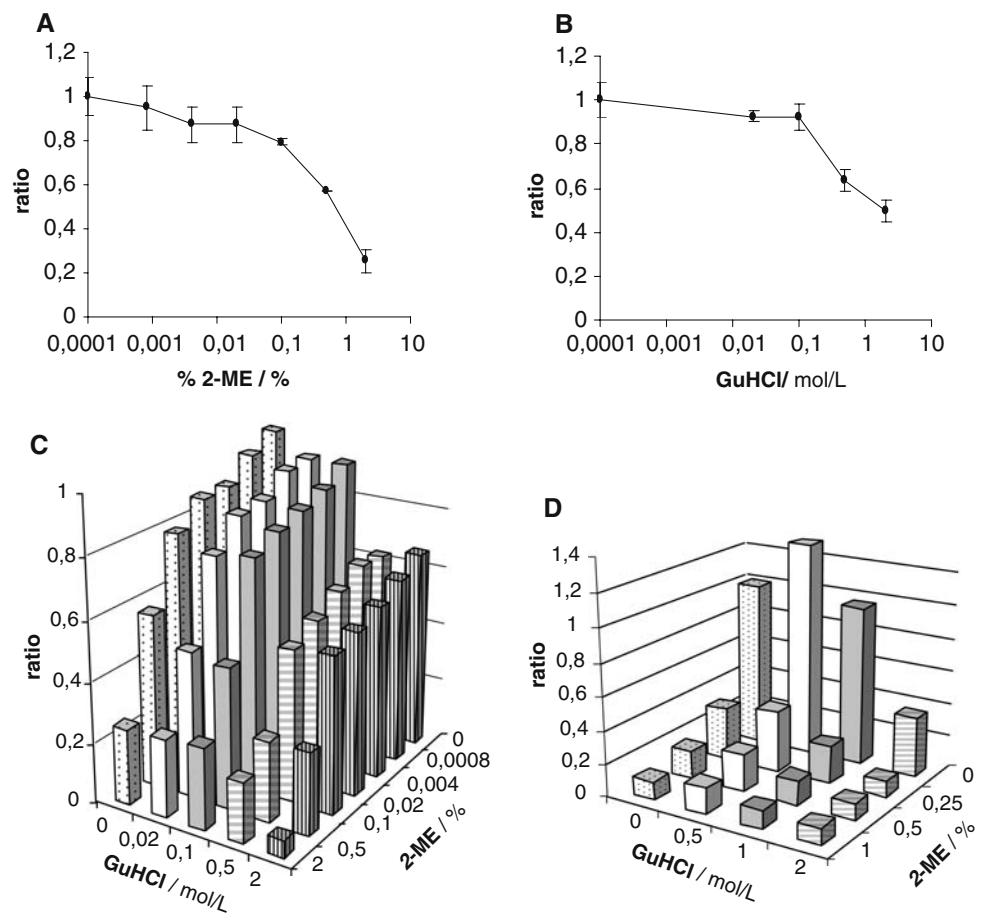 A
1,2
1
0,8
0,6
0,4
0,2
0
ratio
0,0001 0,001 0,01 0,1 1 10
% 2-ME / %
B
1,2
1
0,8
0,6
0,4
0,2
0
ratio
0,0001 0,01 0,1 1 10
GuHCl/ mol/L
C
1
0,8
0,6
0,4
0,2
0
ratio
0 0,02 0,1 0,5 2
GuHCl / mol/L
0
0,0008
0,004
0,02
0,1
0,5
2
2-ME / %
D
1,4
1,2
1
0,8
0,6
0,4
0,2
0
ratio
0 0,5 1 2
GuHCl / mol/L
0
0,25
0,5
1
2-ME / %